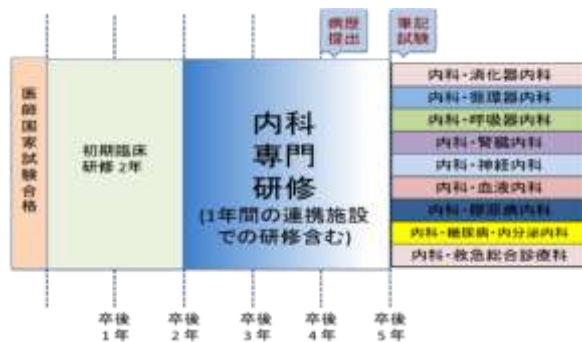 病歴
提出
筆記
試験
医師国家試験合格
初期臨床
研修2年
内科
専門
研修
(1年間の連携施設
での研修含む)
内科・消化器内科
内科・循環器内科
内科・呼吸器内科
内科・腎臓内科
内科・神経内科
内科・血液内科
内科・膠原病内科
内科・糖尿病・内分泌内科
内科・救急総合診療科
卒後
1年
卒後
2年
卒後
3年
卒後
4年
卒後
5年